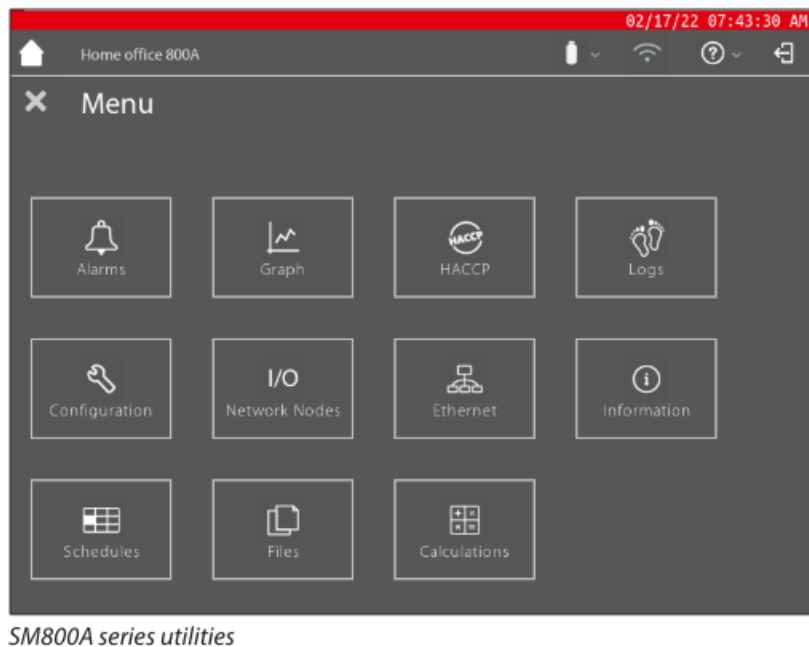 02/17/22 07:43:30 AM
Home office 800A
?
Menu
Alarms
Graph
HACCP
HACCP
Logs
Configuration
I/O
Network Nodes
Ethernet
i
Information
Schedules
Files
Calculations
SM800A series utilities